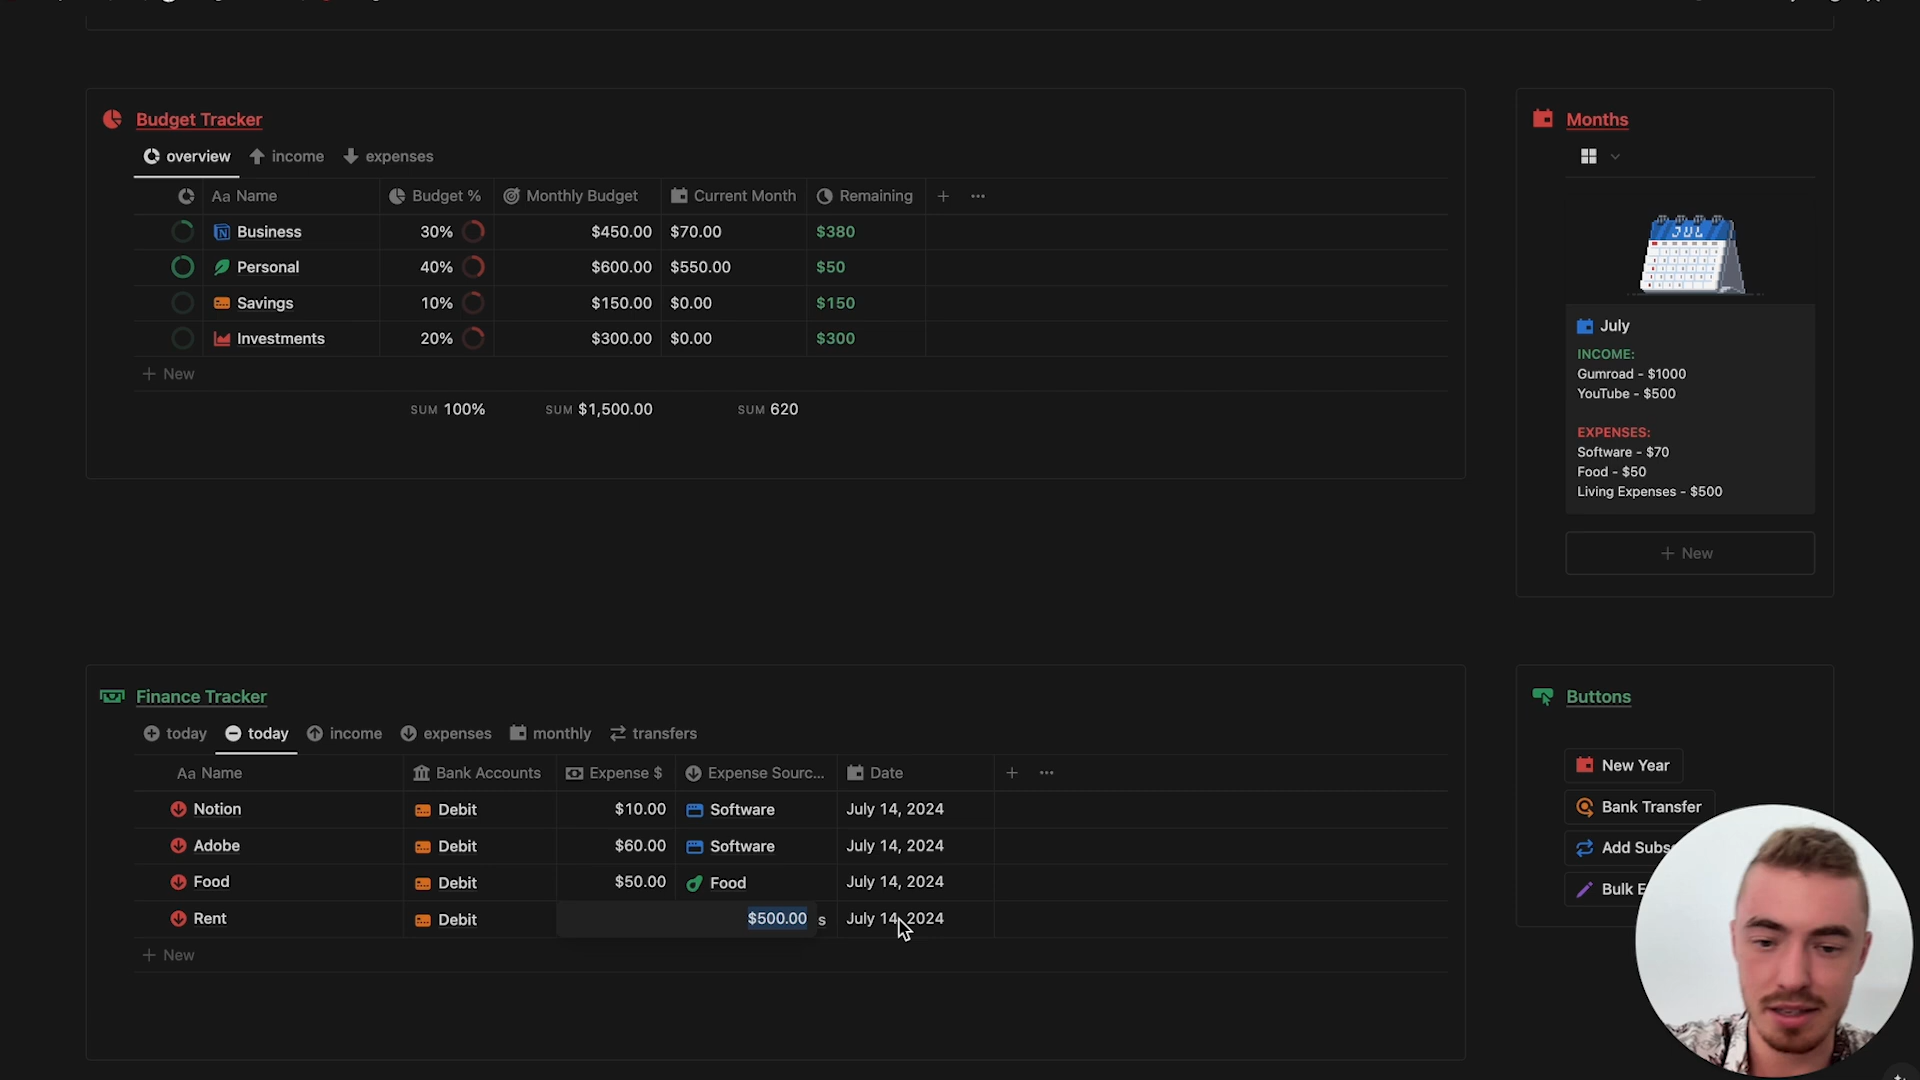 Budget Tracker
overview income expenses
Aa Name Budget % Monthly Budget Current Month Remaining
Business 30% $450.00 $70.00 $380
Personal 40% $600.00 $550.00 $50
Savings 10% $150.00 $0.00 $150
Investments 20% $300.00 $0.00 $300
+ New
SUM 100% SUM $1,500.00 SUM 620
Months
JUL
July
INCOME:
Gumroad - $1000
YouTube - $500
EXPENSES:
Software - $70
Food - $50
Living Expenses - $500
+ New
Finance Tracker
today today income expenses monthly transfers
Aa Name Bank Accounts Expense $ Expense Sourc... Date
Notion Debit $10.00 Software July 14, 2024
Adobe Debit $60.00 Software July 14, 2024
Food Debit $50.00 Food July 14, 2024
Rent Debit $500.00 s July 14, 2024
+ New
Buttons
New Year
Bank Transfer
Add Subs
Bulk E